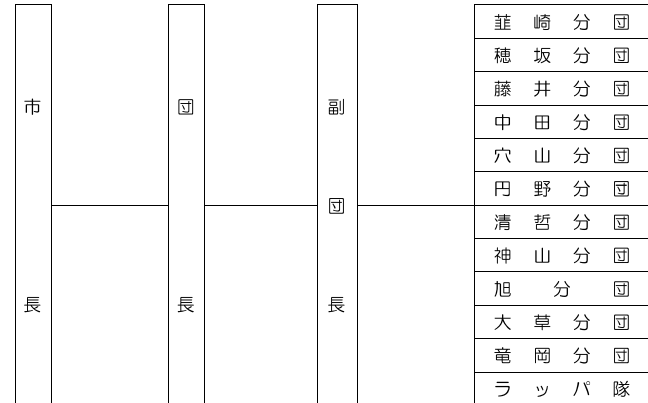 市長
団長
副団長
韮崎分団
穂坂分団
藤井分団
中田分団
穴山分団
円野分団
清哲分団
神山分団
旭分団
大草分団
竜岡分団
ラッパ隊